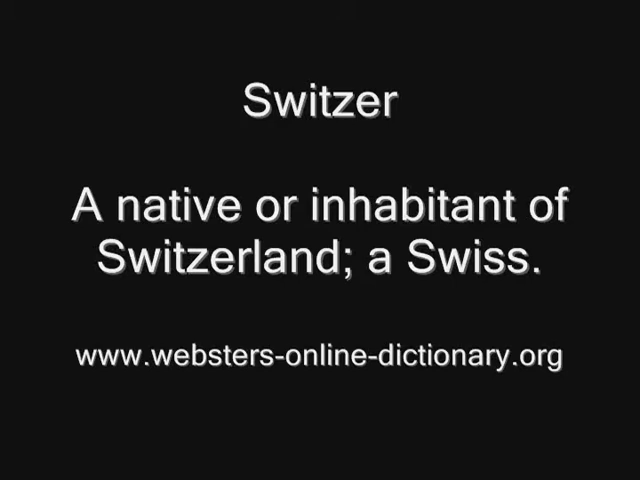 Switzer
A native or inhabitant of
Switzerland; a Swiss.
www.websters-online-dictionary.org